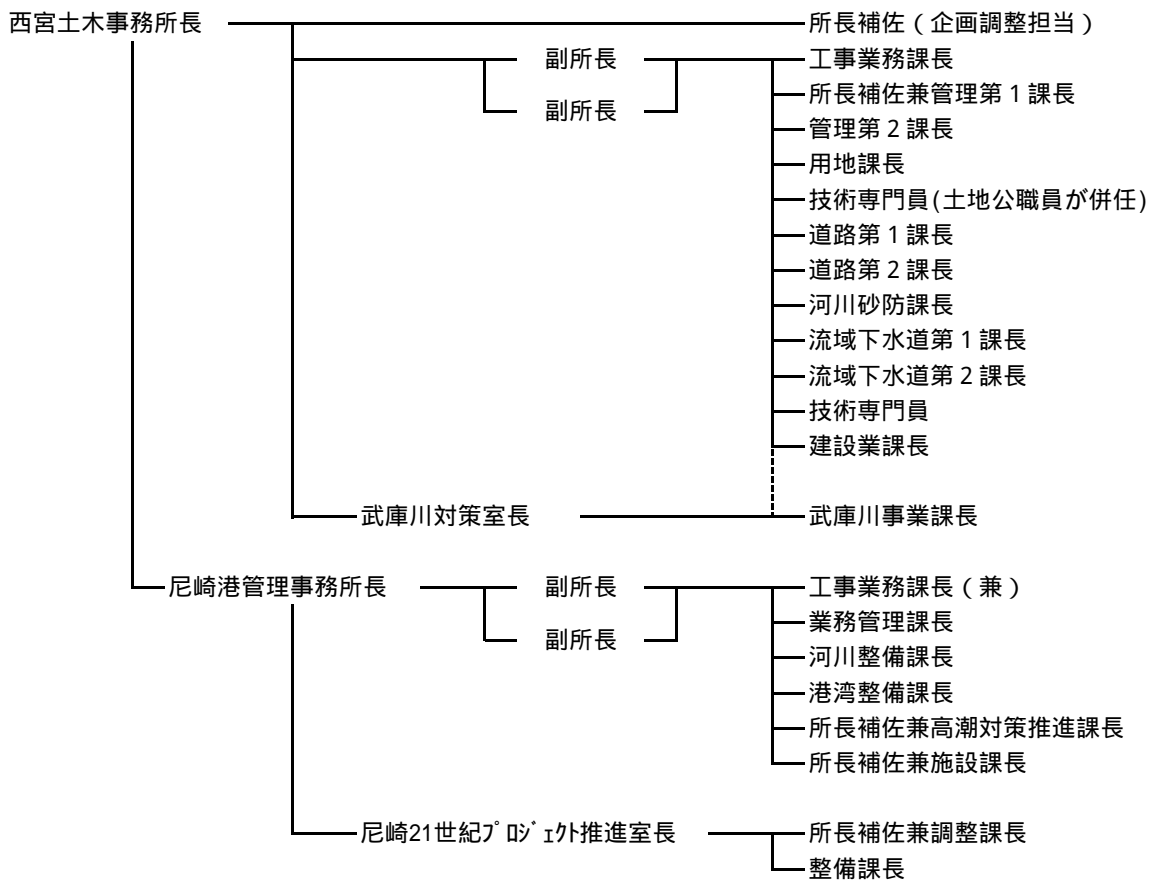 西宮土木事務所長 所長補佐（企画調整担当）
副所長 工事業務課長
所長補佐兼管理第１課長
副所長
管理第２課長
用地課長
技術専門員(土地公職員が併任)
道路第１課長
道路第２課長
河川砂防課長
流域下水道第１課長
流域下水道第２課長
技術専門員
建設業課長
武庫川対策室長 武庫川事業課長
尼崎港管理事務所長 副所長 工事業務課長（兼）
業務管理課長
副所長
河川整備課長
港湾整備課長
所長補佐兼高潮対策推進課長
所長補佐兼施設課長
尼崎21世紀ﾌﾟﾛｼﾞｪｸﾄ推進室長 所長補佐兼調整課長
整備課長